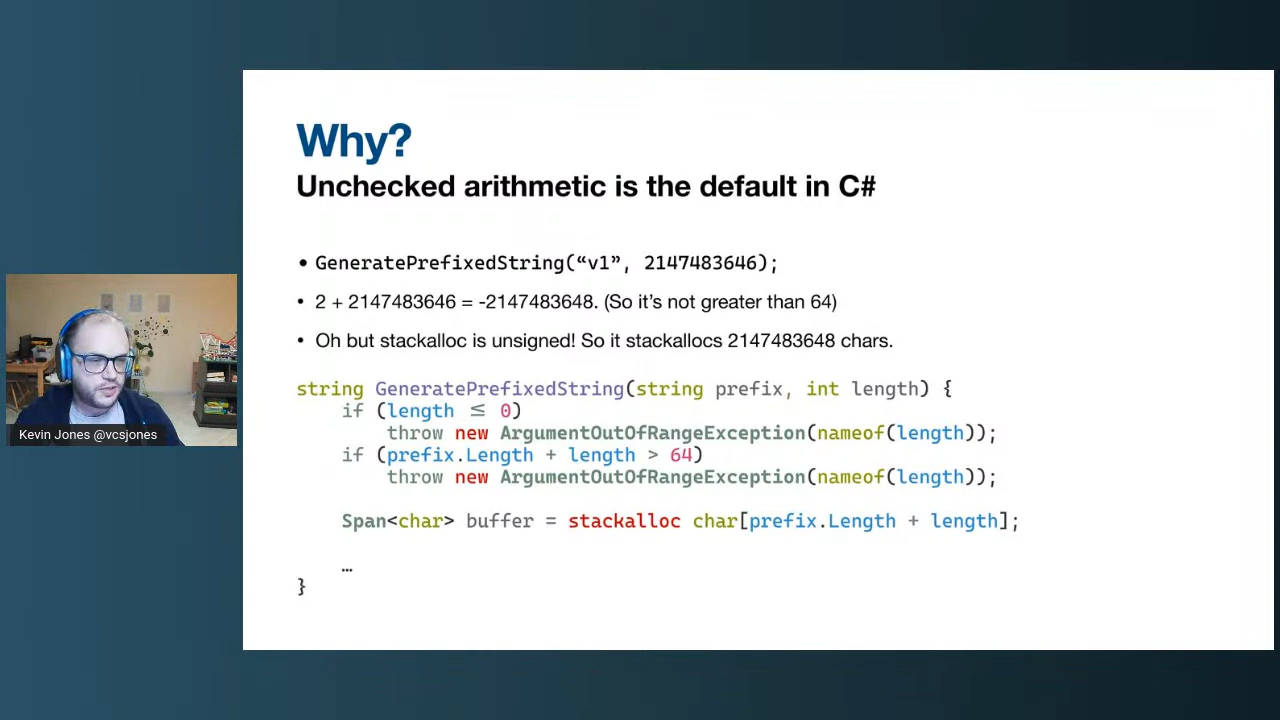 Why?
Unchecked arithmetic is the default in C#
• GeneratePrefixedString(“v1”, 2147483646);
• 2 + 2147483646 = -2147483648. (So it’s not greater than 64)
• Oh but stackalloc is unsigned! So it stackallocs 2147483648 chars.
string GeneratePrefixedString(string prefix, int length) {
if (length ≤ 0)
throw new ArgumentOutOfRangeException(nameof(length));
if (prefix.Length + length > 64)
throw new ArgumentOutOfRangeException(nameof(length));
Span<char> buffer = stackalloc char[prefix.Length + length];
…
}
Kevin Jones @vcsjones